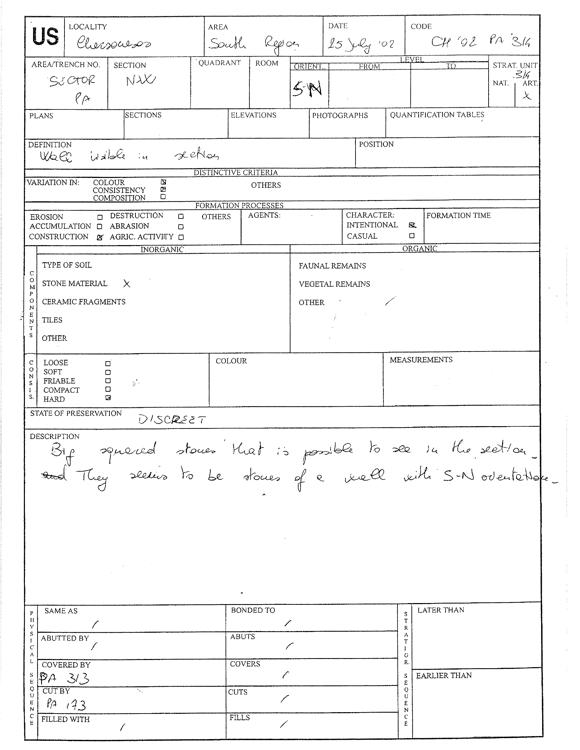 US
LOCALITY
Chersonesos
AREA
South Region
DATE
25 July '02
CODE
CH '02 PA 314
AREA/TRENCH NO.
SECTOR
PA
SECTION
NW
QUADRANT
ROOM
ORIENT.
S-N
LEVEL
FROM
TO
STRAT. UNIT
314
NAT.
ART.
X
PLANS
SECTIONS
ELEVATIONS
PHOTOGRAPHS
QUANTIFICATION TABLES
DEFINITION
Wall visible in section
POSITION
DISTINCTIVE CRITERIA
VARIATION IN:
COLOUR
CONSISTENCY
COMPOSITION
OTHERS
FORMATION PROCESSES
EROSION
ACCUMULATION
CONSTRUCTION
DESTRUCTION
ABRASION
AGRIC. ACTIVITY
OTHERS
AGENTS:
CHARACTER:
INTENTIONAL
CASUAL
FORMATION TIME
COMPONENTS
INORGANIC
TYPE OF SOIL
STONE MATERIAL X
CERAMIC FRAGMENTS
TILES
OTHER
ORGANIC
FAUNAL REMAINS
VEGETAL REMAINS
OTHER /
CONSIS.
LOOSE
SOFT
FRIABLE
COMPACT
HARD
COLOUR
MEASUREMENTS
STATE OF PRESERVATION
DISCREET
DESCRIPTION
Big squared stones that is possible to see in the section_
They seems to be stones of a wall with S-N orentation_
PHYSICAL SEQUENCE
SAME AS
/
BONDED TO
/
ABUTTED BY
/
ABUTS
/
COVERED BY
PA 313
COVERS
/
CUT BY
PA 173
CUTS
/
FILLED WITH
/
FILLS
/
STRATIGR. SEQUENCE
LATER THAN
EARLIER THAN